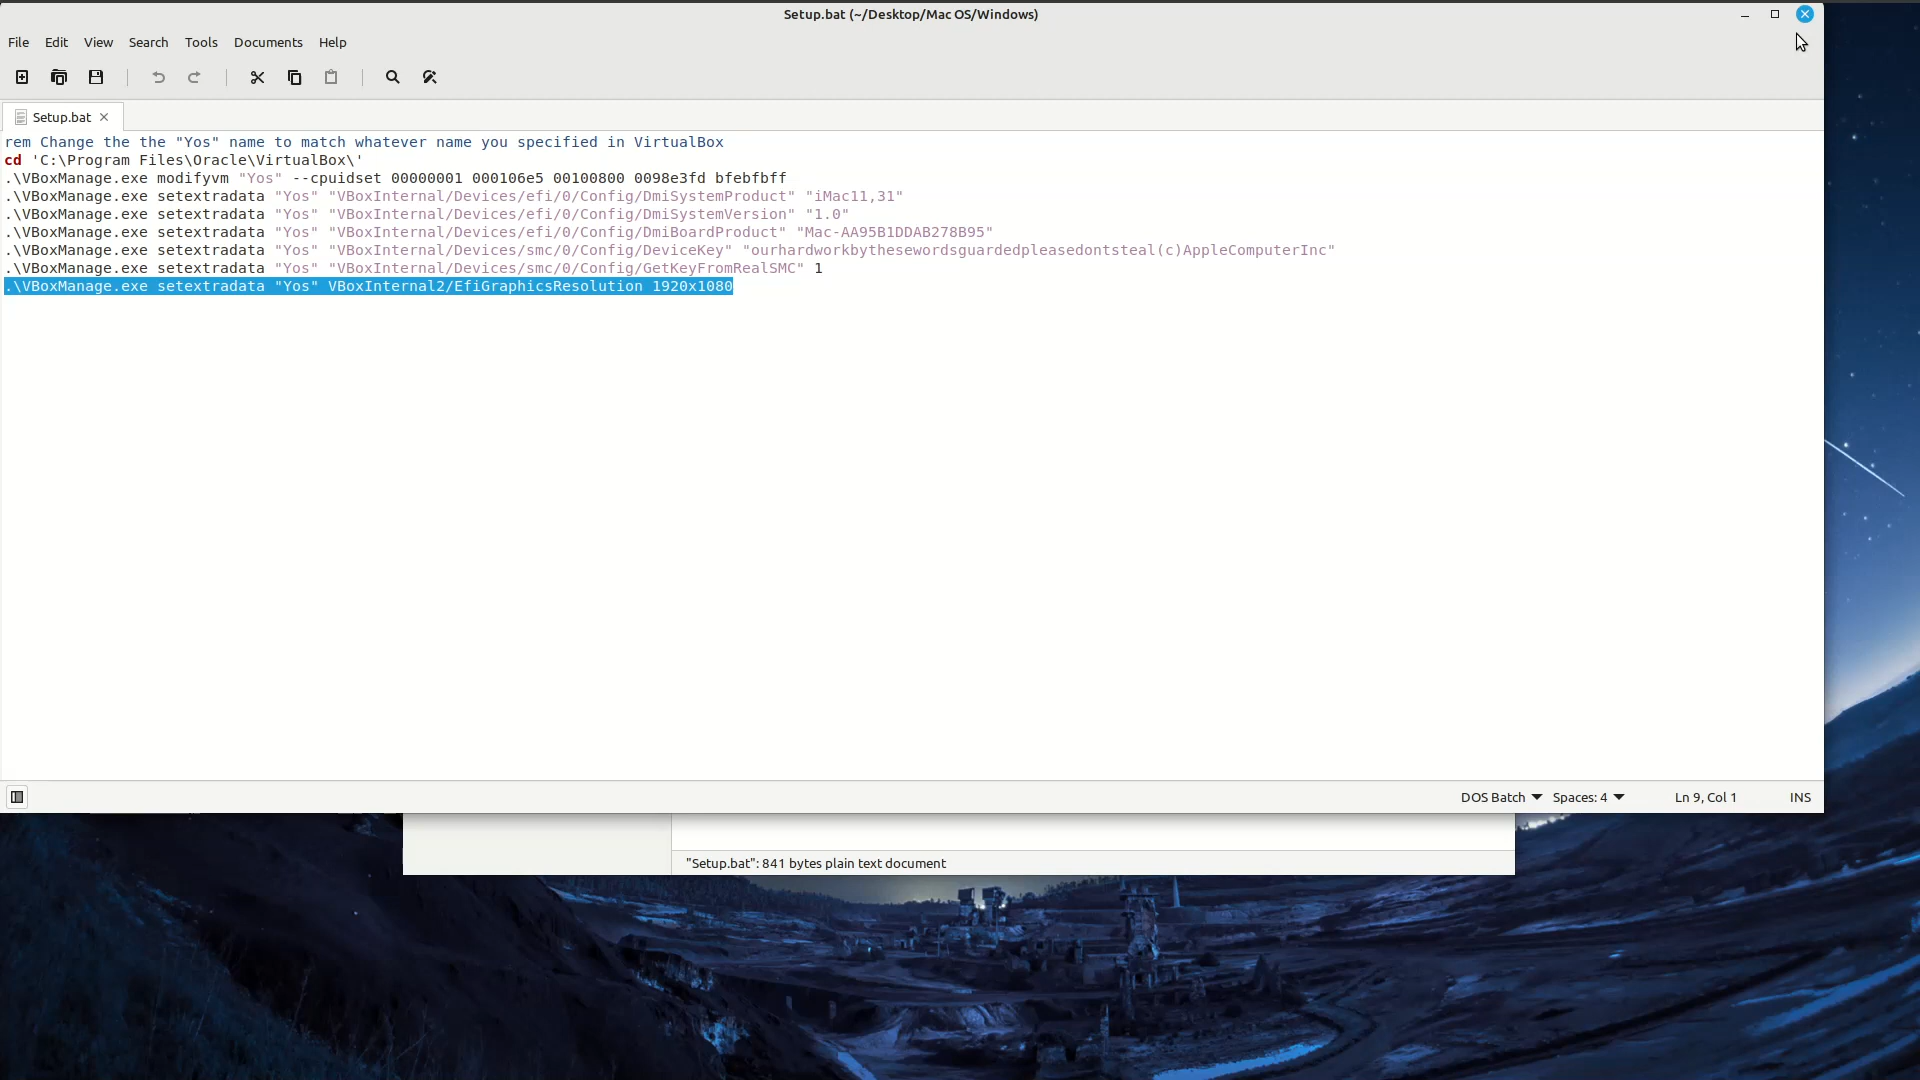 Setup.bat (~/Desktop/Mac OS/Windows)
File Edit View Search Tools Documents Help
Setup.bat
rem Change the the "Yos" name to match whatever name you specified in VirtualBox
cd 'C:\Program Files\Oracle\VirtualBox\'
.\VBoxManage.exe modifyvm "Yos" --cpuidset 00000001 000106e5 00100800 0098e3fd bfebfbff
.\VBoxManage.exe setextradata "Yos" "VBoxInternal/Devices/efi/0/Config/DmiSystemProduct" "iMac11,31"
.\VBoxManage.exe setextradata "Yos" "VBoxInternal/Devices/efi/0/Config/DmiSystemVersion" "1.0"
.\VBoxManage.exe setextradata "Yos" "VBoxInternal/Devices/efi/0/Config/DmiBoardProduct" "Mac-AA95B1DDAB278B95"
.\VBoxManage.exe setextradata "Yos" "VBoxInternal/Devices/smc/0/Config/DeviceKey" "ourhardworkbythesewordsguardedpleasedontsteal(c)AppleComputerInc"
.\VBoxManage.exe setextradata "Yos" "VBoxInternal/Devices/smc/0/Config/GetKeyFromRealSMC" 1
.\VBoxManage.exe setextradata "Yos" VBoxInternal2/EfiGraphicsResolution 1920x1080
DOS Batch Spaces: 4 Ln 9, Col 1 INS
"Setup.bat": 841 bytes plain text document